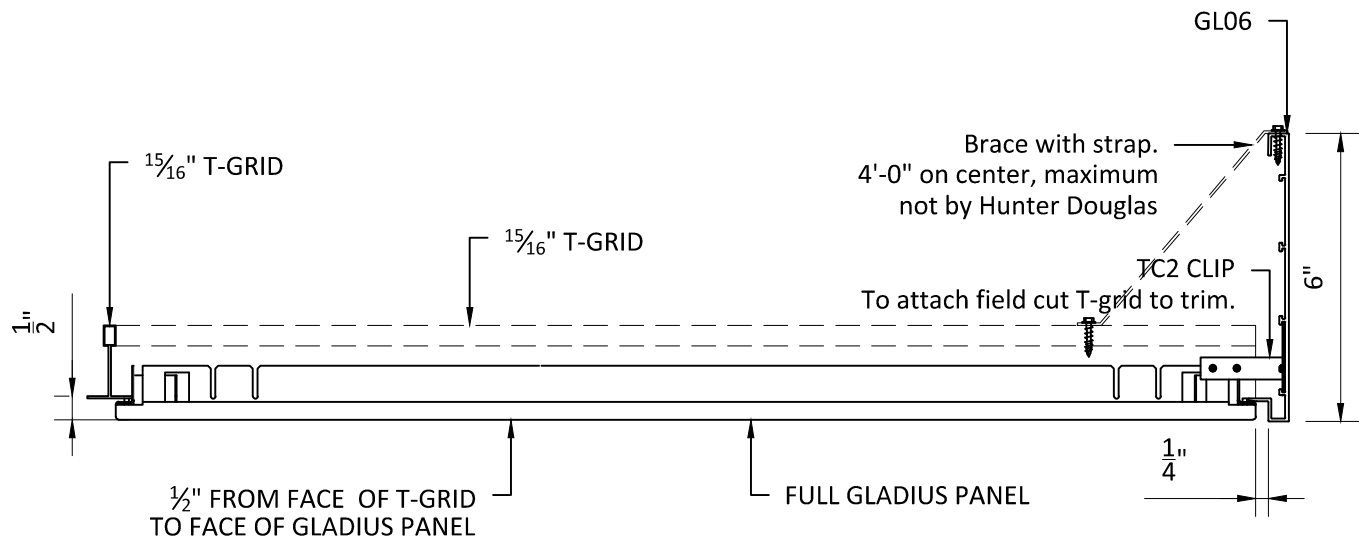 GL06
Brace with strap.
4'-0" on center, maximum
not by Hunter Douglas
15/16" T-GRID
15/16" T-GRID
TC2 CLIP
To attach field cut T-grid to trim.
6"
1/2"
1/4"
½" FROM FACE OF T-GRID
TO FACE OF GLADIUS PANEL
FULL GLADIUS PANEL